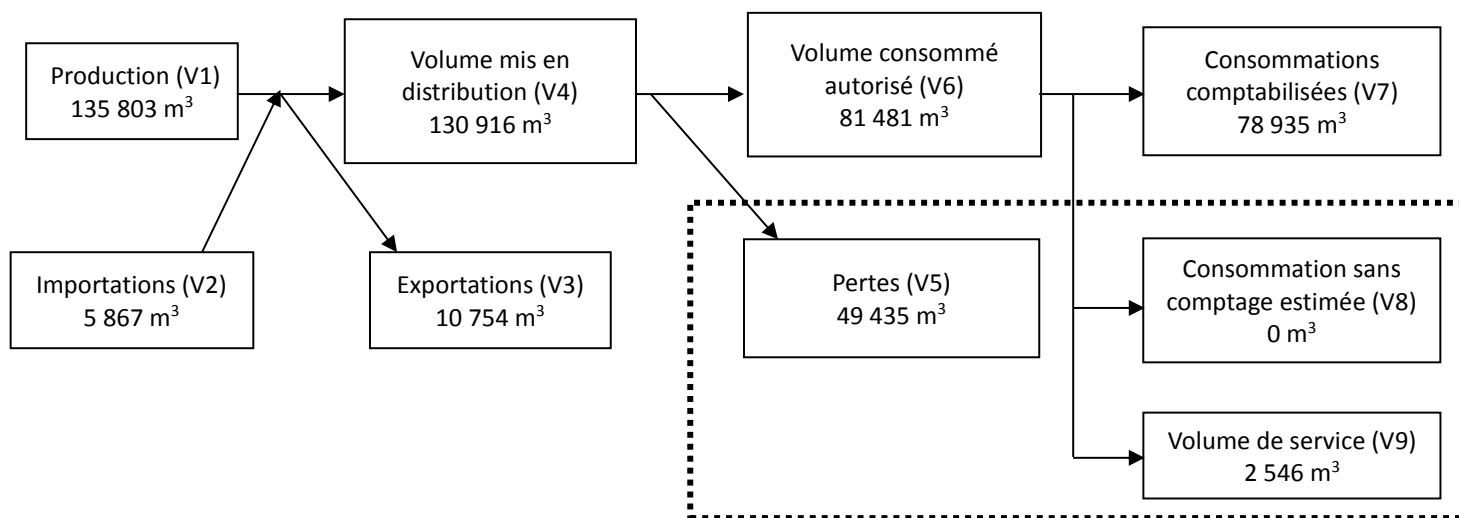 Production (V1)
135 803 m³
Volume mis en
distribution (V4)
130 916 m³
Volume consommé
autorisé (V6)
81 481 m³
Consommations
comptabilisées (V7)
78 935 m³
Importations (V2)
5 867 m³
Exportations (V3)
10 754 m³
Pertes (V5)
49 435 m³
Consommation sans
comptage estimée (V8)
0 m³
Volume de service (V9)
2 546 m³